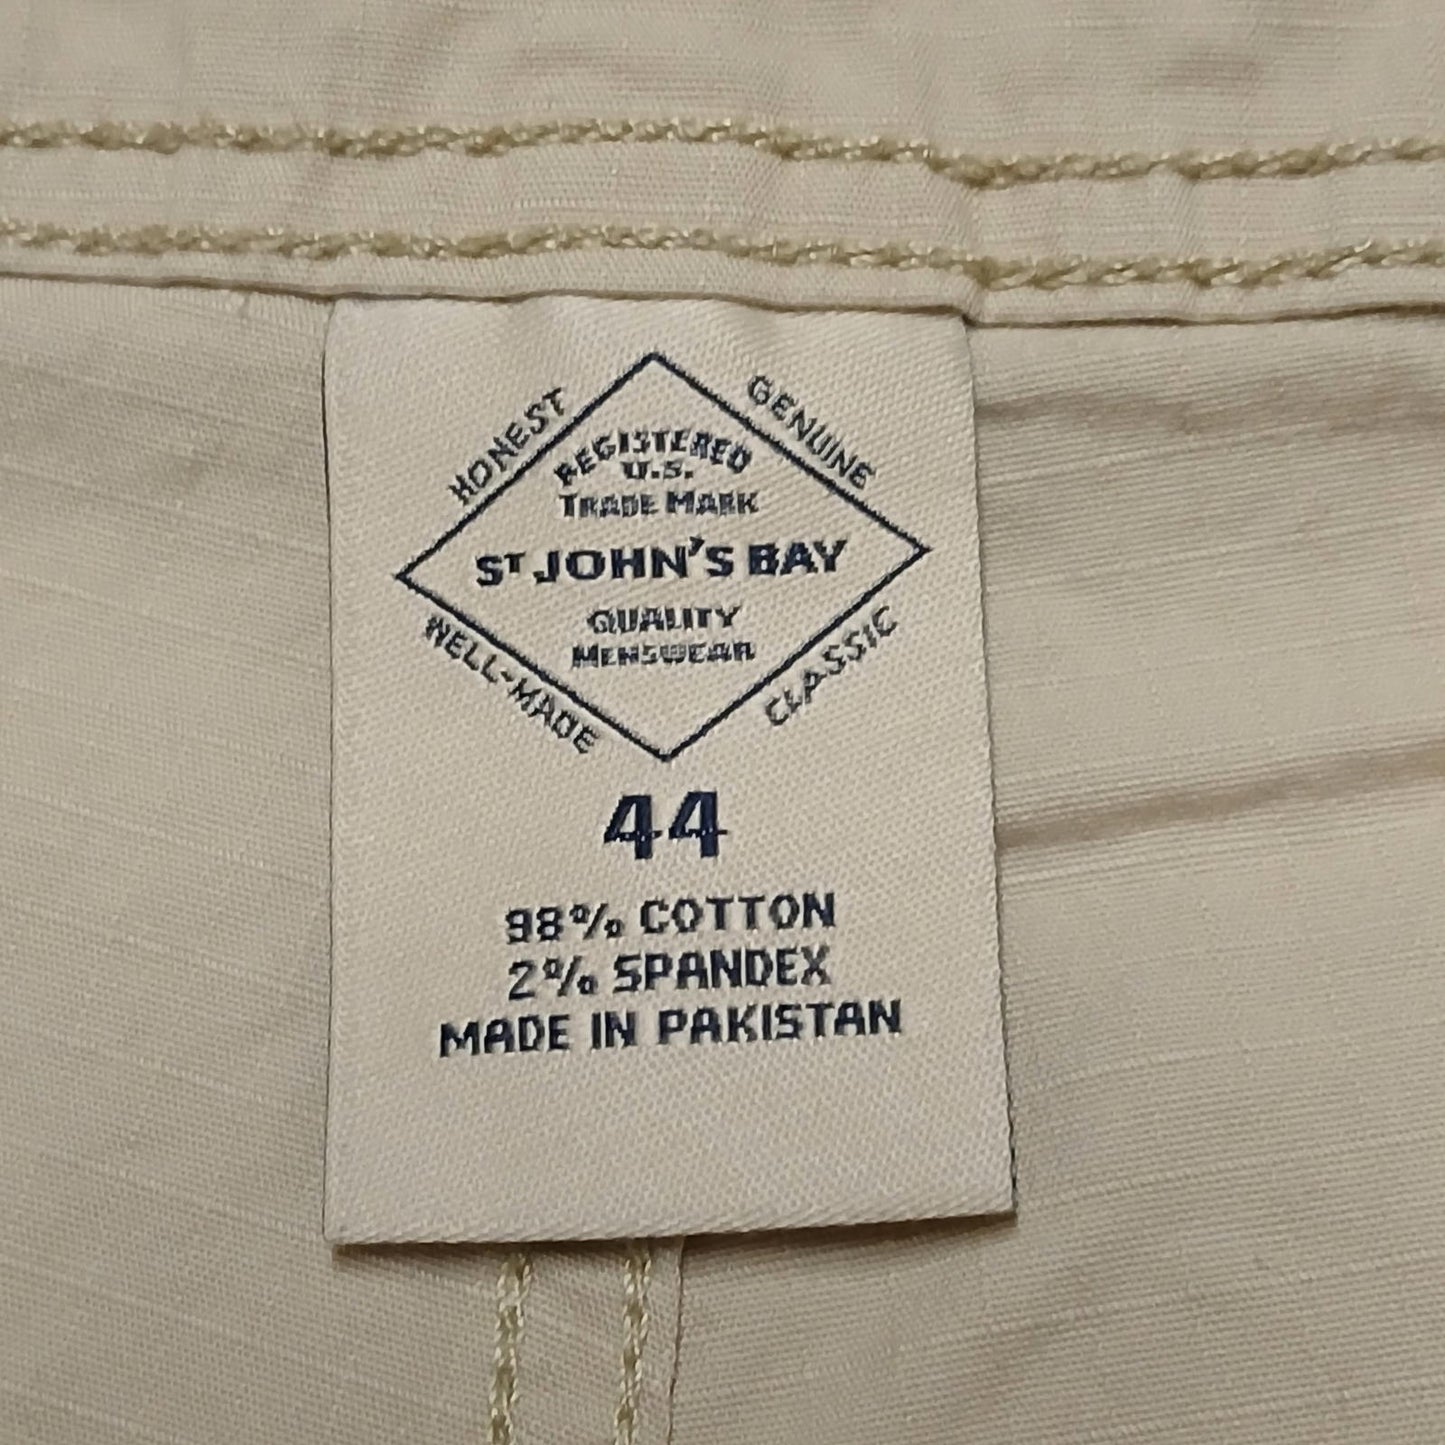 HONEST
GENUINE
REGISTERED
U.S.
TRADE MARK
ST JOHN'S BAY
QUALITY
MENSWEAR
WELL-MADE
CLASSIC
44
98% COTTON
2% SPANDEX
MADE IN PAKISTAN